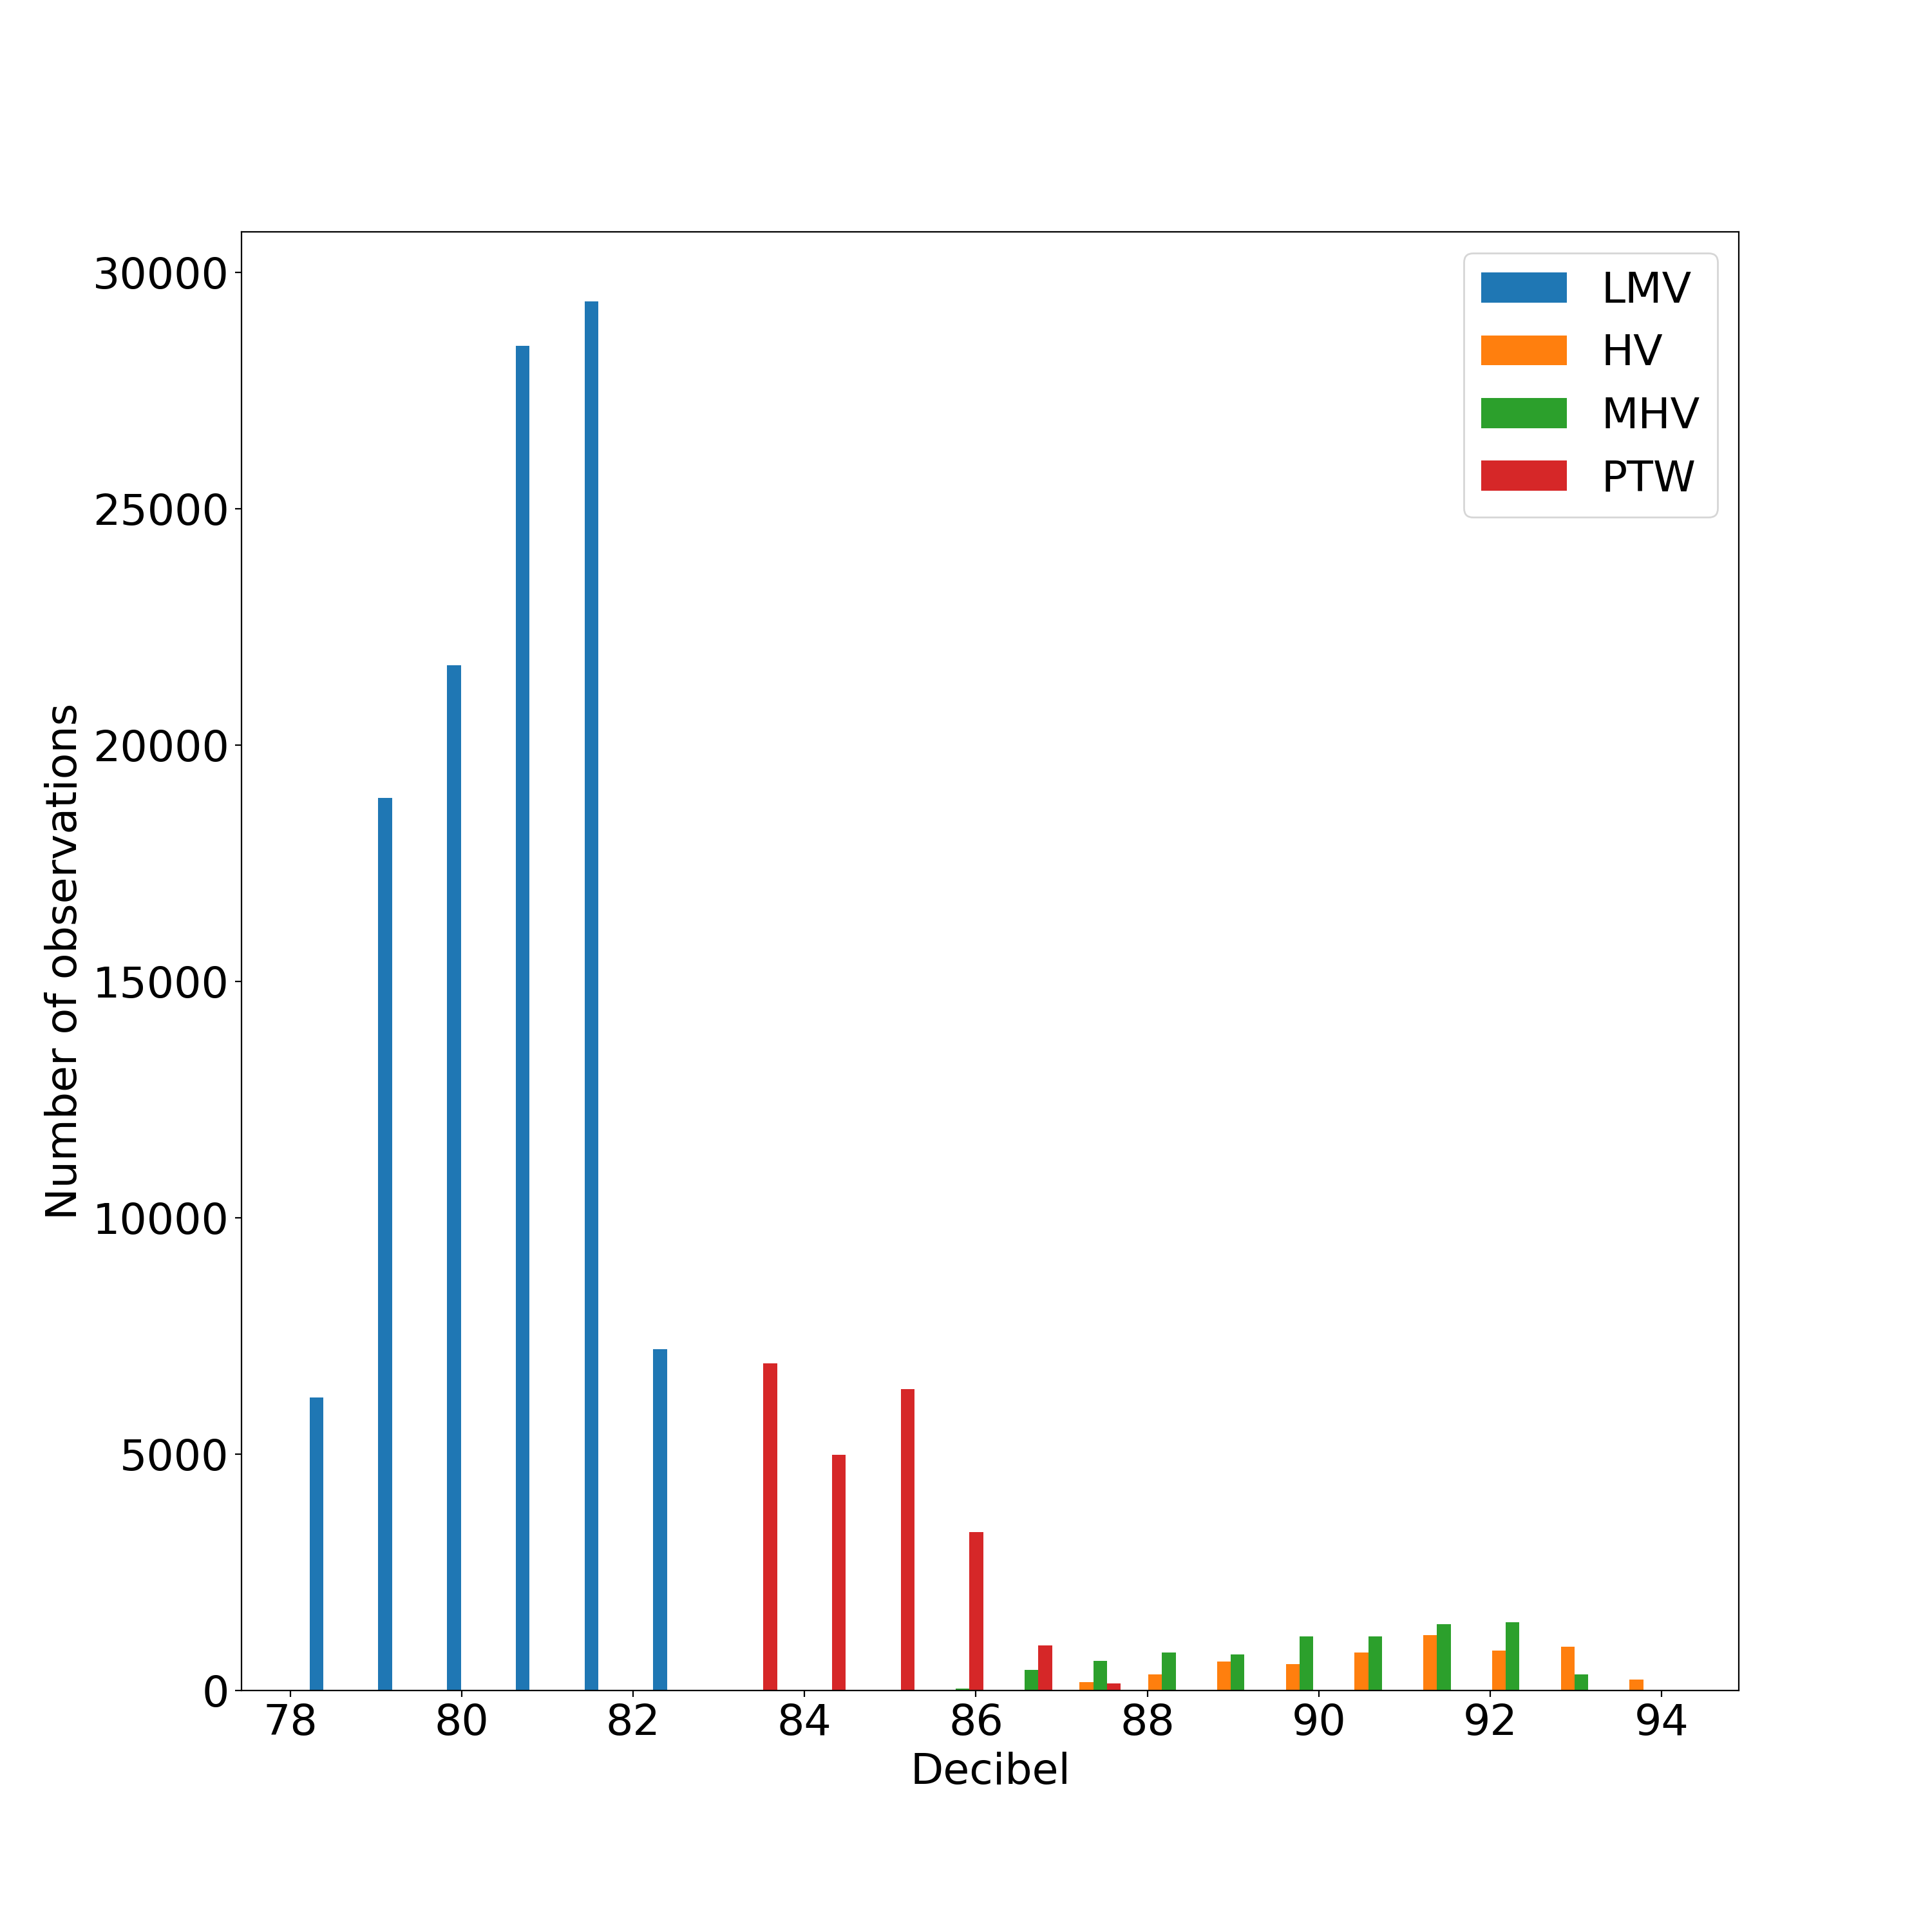 30000
25000
20000
15000
10000
5000
0
Number of observations
LMV
HV
MHV
PTW
78 80 82 84 86 88 90 92 94
Decibel